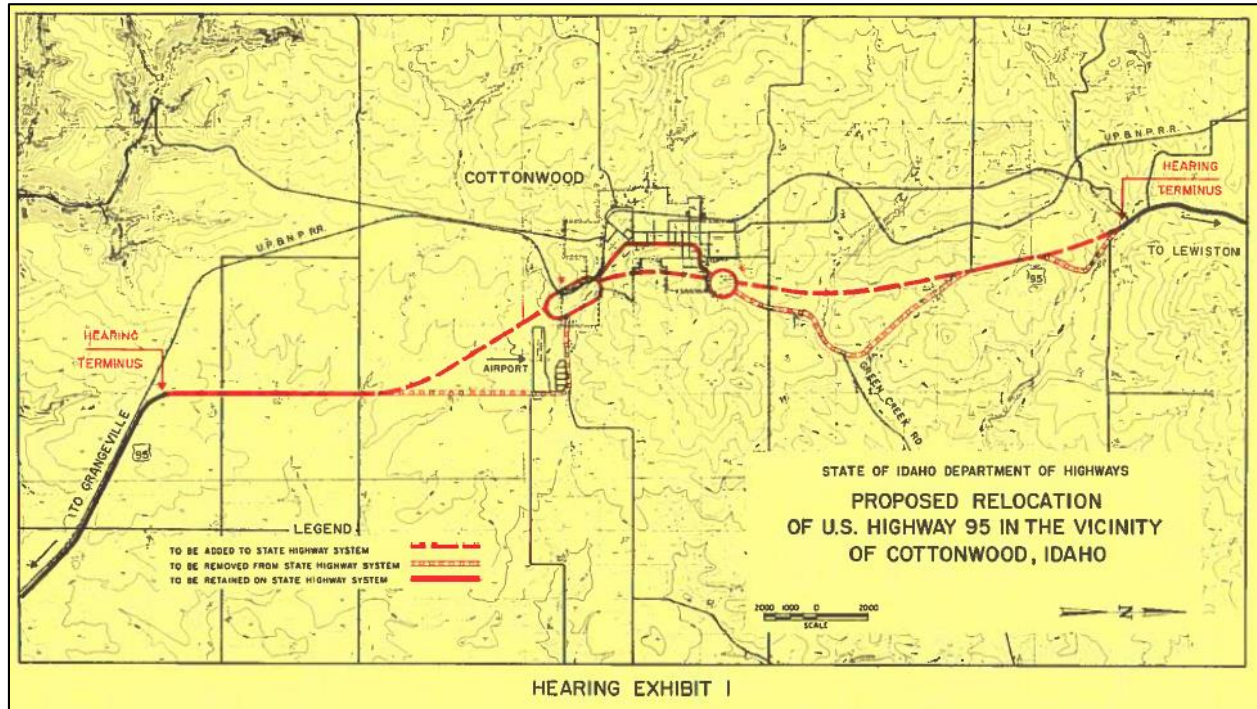 U.P. & N.P. R.R.
HEARING
TERMINUS
COTTONWOOD
U.P. & N.P. RR.
TO LEWISTON
95
HEARING
TERMINUS
AIRPORT
GREEN CREEK RD
95
TO GRANGEVILLE
LEGEND
TO BE ADDED TO STATE HIGHWAY SYSTEM
TO BE REMOVED FROM STATE HIGHWAY SYSTEM
TO BE RETAINED ON STATE HIGHWAY SYSTEM
STATE OF IDAHO DEPARTMENT OF HIGHWAYS
PROPOSED RELOCATION
OF U.S. HIGHWAY 95 IN THE VICINITY
OF COTTONWOOD, IDAHO
2000 1000 0 2000
SCALE
N
HEARING EXHIBIT I